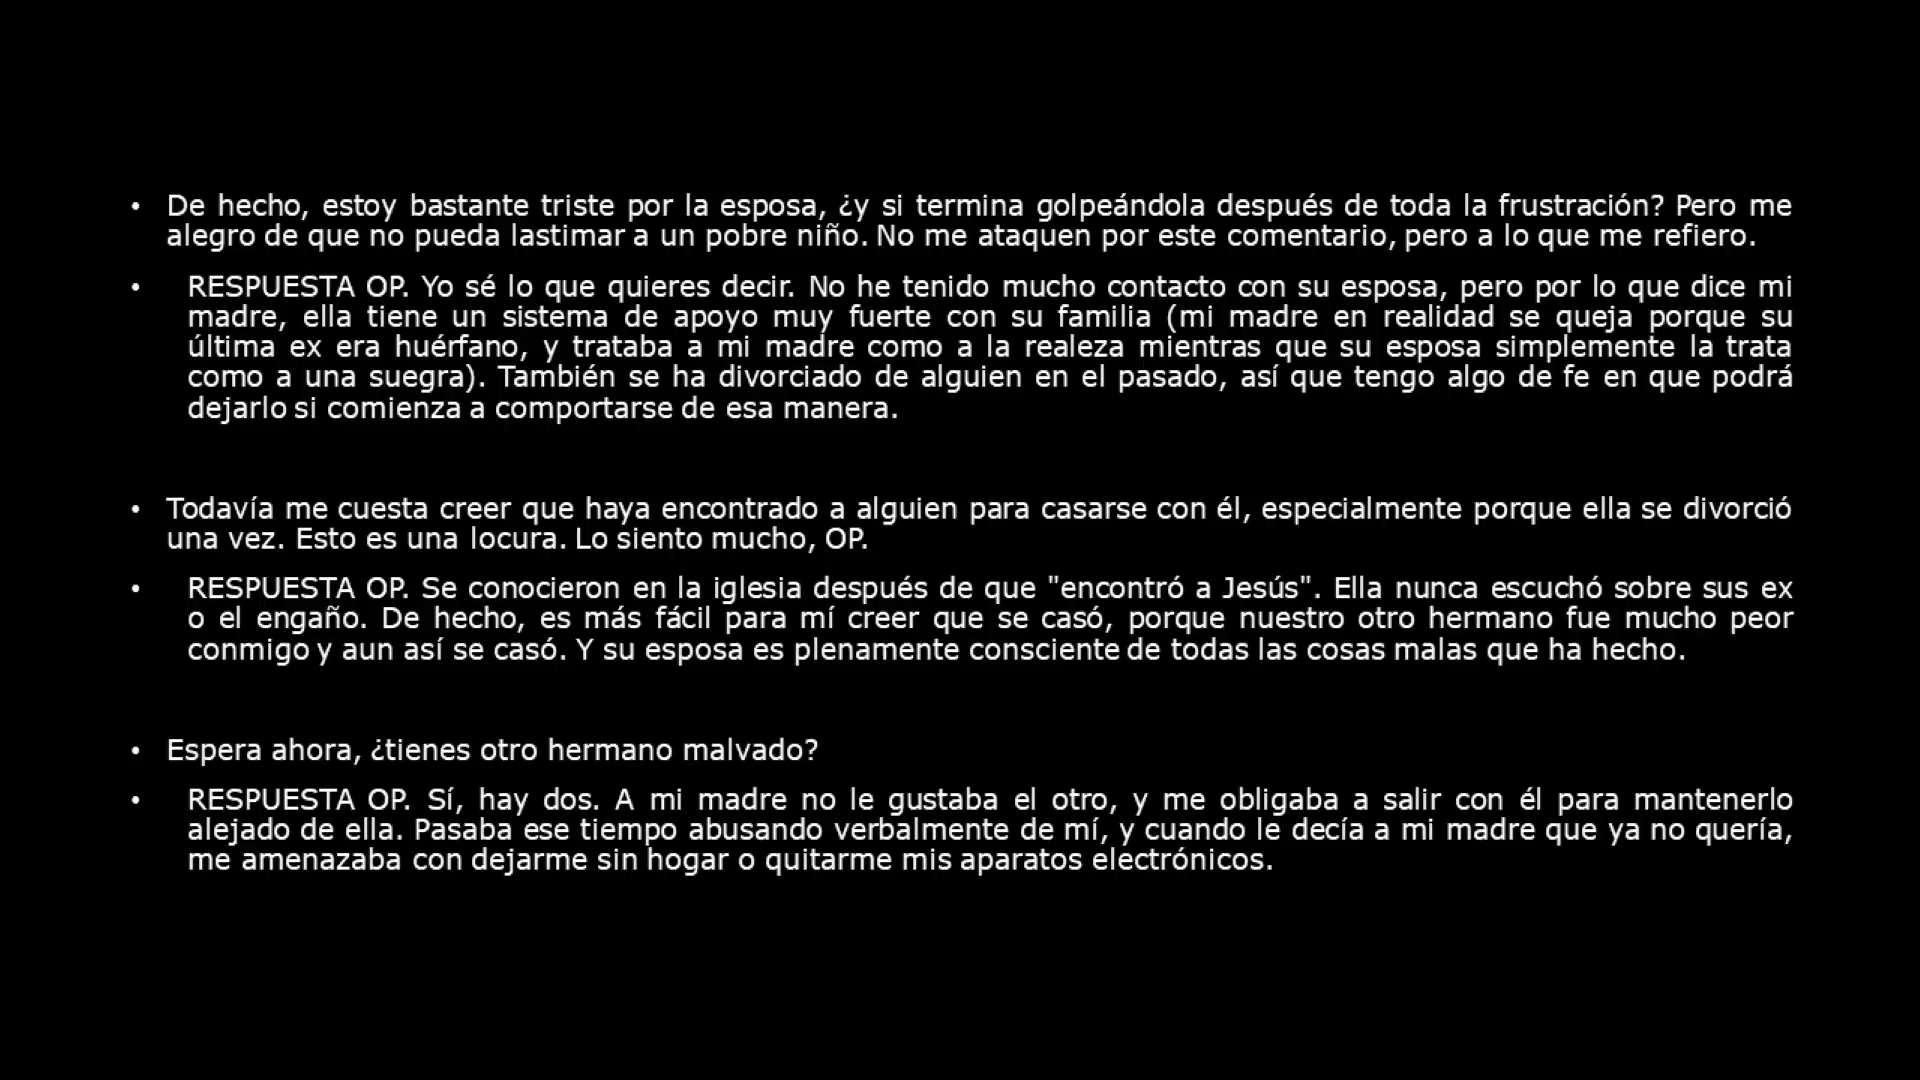 • De hecho, estoy bastante triste por la esposa, ¿y si termina golpeándola después de toda la frustración? Pero me
alegro de que no pueda lastimar a un pobre niño. No me ataquen por este comentario, pero a lo que me refiero.
• RESPUESTA OP. Yo sé lo que quieres decir. No he tenido mucho contacto con su esposa, pero por lo que dice mi
madre, ella tiene un sistema de apoyo muy fuerte con su familia (mi madre en realidad se queja porque su
última ex era huérfano, y trataba a mi madre como a la realeza mientras que su esposa simplemente la trata
como a una suegra). También se ha divorciado de alguien en el pasado, así que tengo algo de fe en que podrá
dejarlo si comienza a comportarse de esa manera.
• Todavía me cuesta creer que haya encontrado a alguien para casarse con él, especialmente porque ella se divorció
una vez. Esto es una locura. Lo siento mucho, OP.
• RESPUESTA OP. Se conocieron en la iglesia después de que "encontró a Jesús". Ella nunca escuchó sobre sus ex
o el engaño. De hecho, es más fácil para mí creer que se casó, porque nuestro otro hermano fue mucho peor
conmigo y aun así se casó. Y su esposa es plenamente consciente de todas las cosas malas que ha hecho.
• Espera ahora, ¿tienes otro hermano malvado?
• RESPUESTA OP. Sí, hay dos. A mi madre no le gustaba el otro, y me obligaba a salir con él para mantenerlo
alejado de ella. Pasaba ese tiempo abusando verbalmente de mí, y cuando le decía a mi madre que ya no quería,
me amenazaba con dejarme sin hogar o quitarme mis aparatos electrónicos.